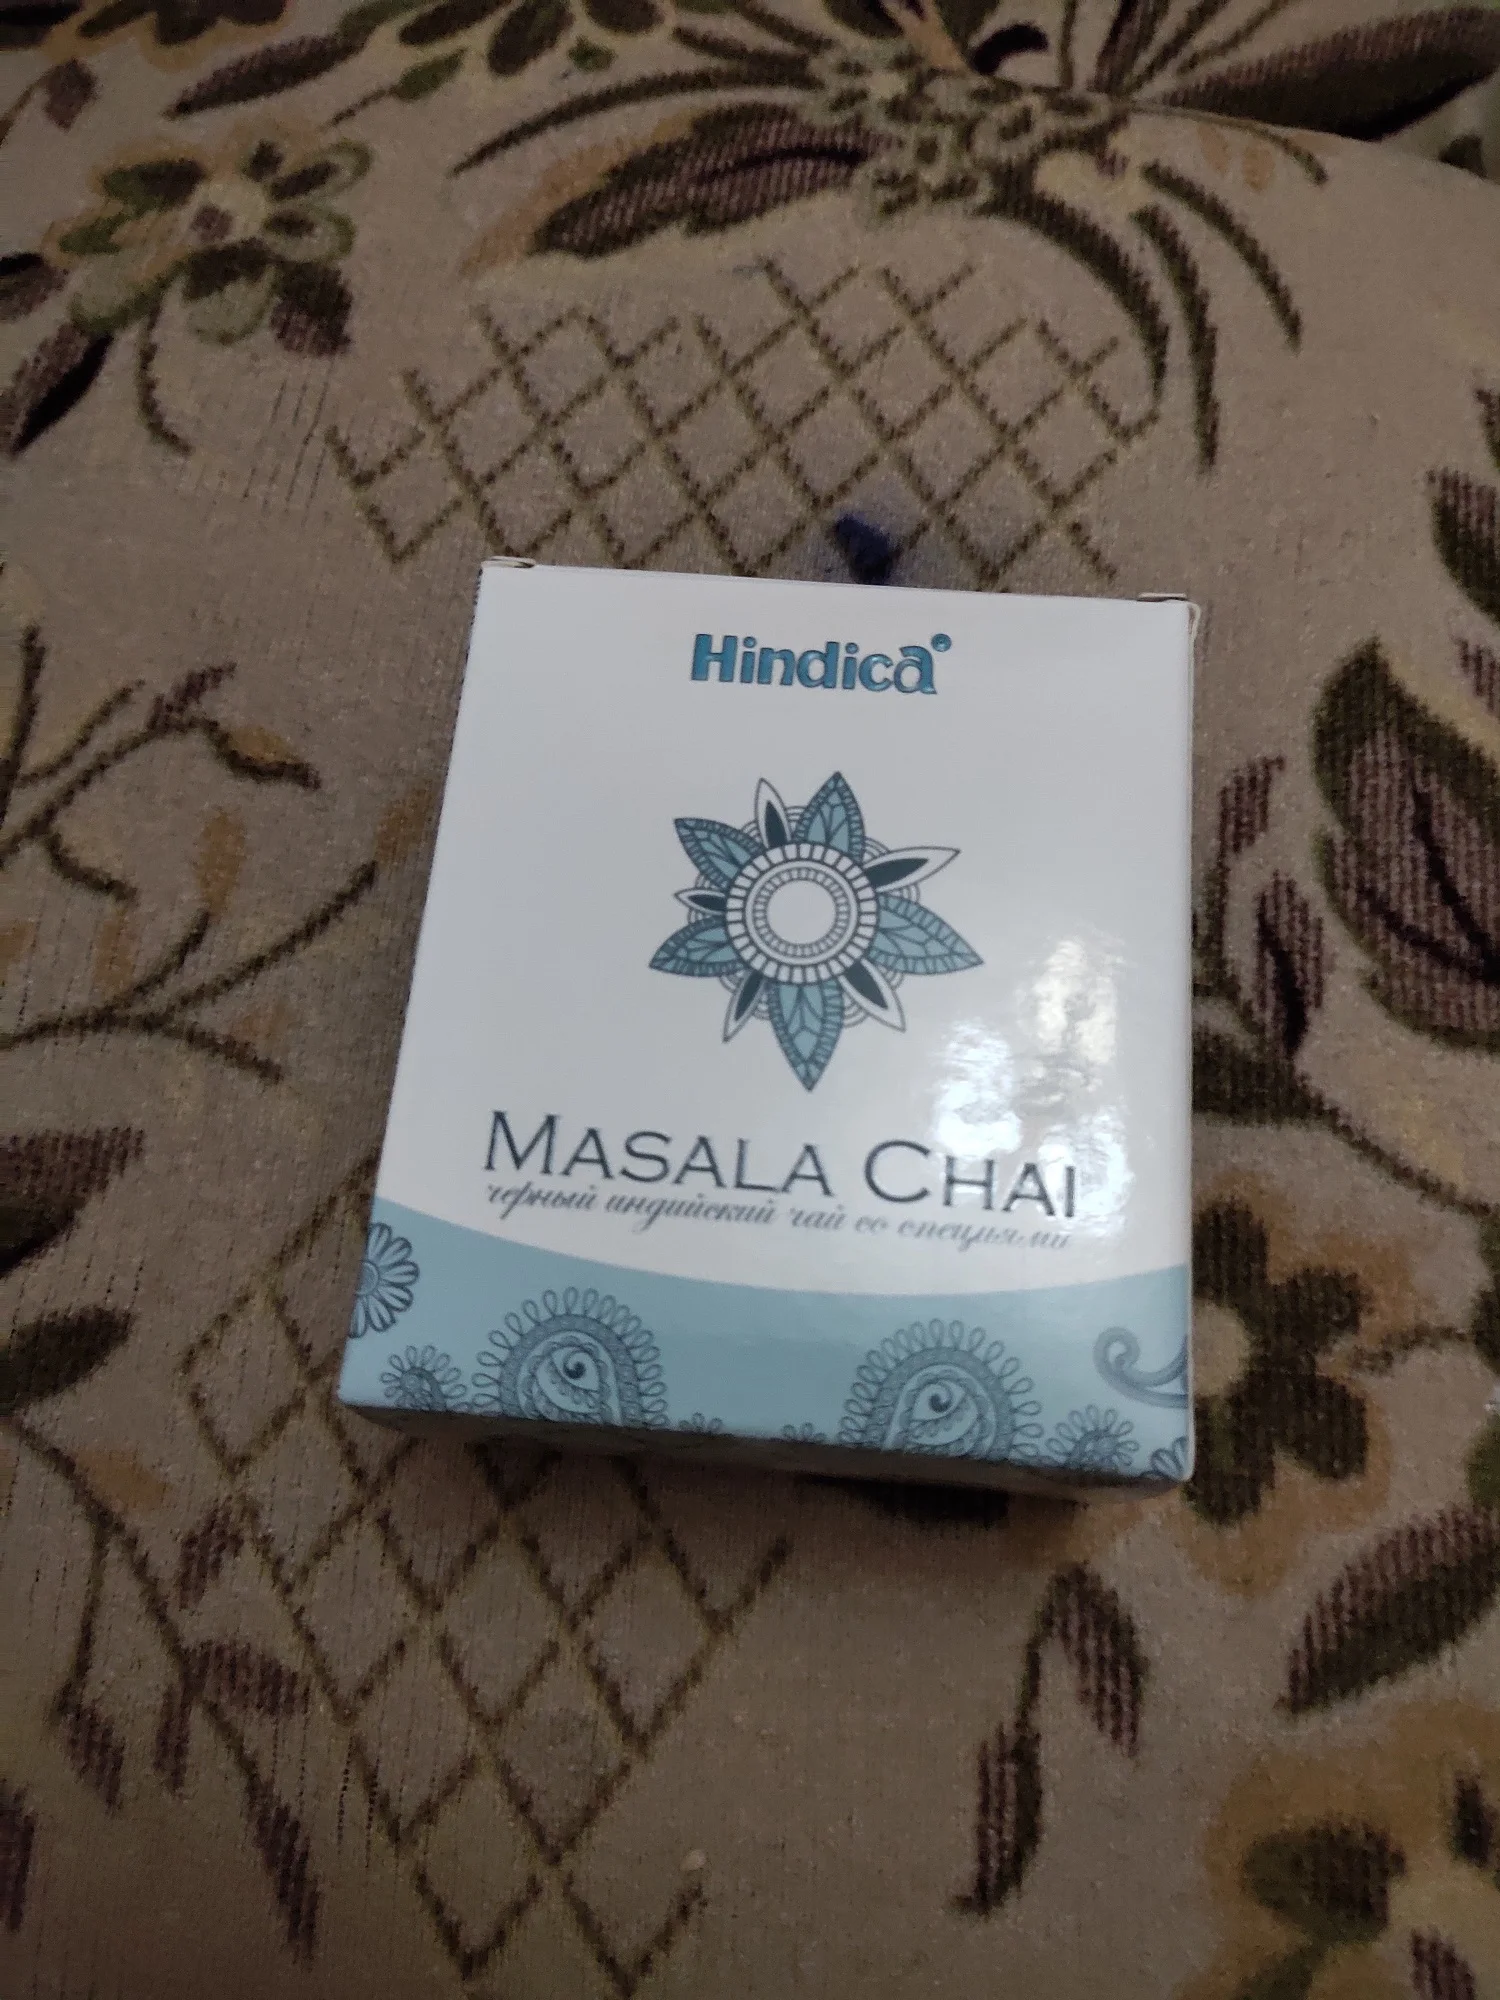 Hindica
MASALA CHAI
черный индийский чай со специями